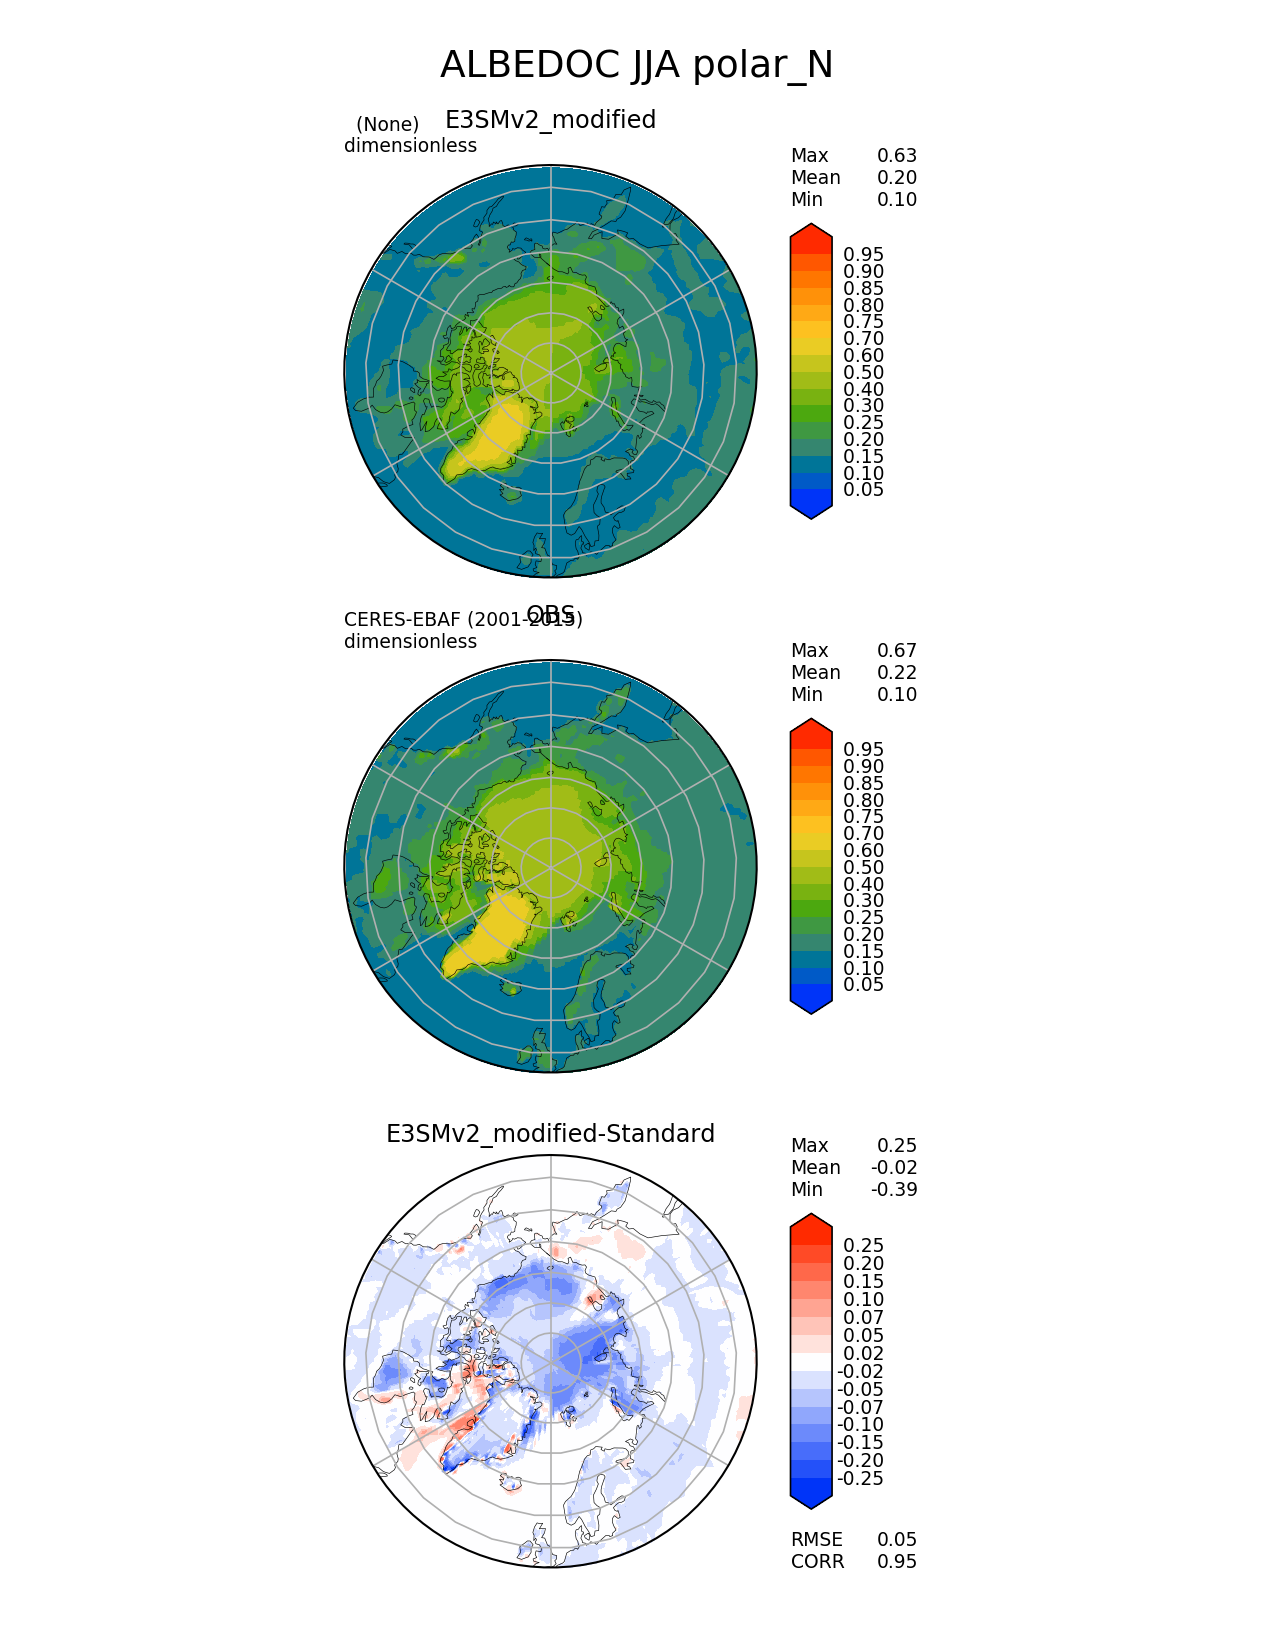 ALBEDOC JJA polar_N
E3SMv2_modified
(None)
dimensionless
Max 0.63
Mean 0.20
Min 0.10
0.95
0.90
0.85
0.80
0.75
0.70
0.60
0.50
0.40
0.30
0.25
0.20
0.15
0.10
0.05
OBS
CERES-EBAF (2001-2015)
dimensionless
Max 0.67
Mean 0.22
Min 0.10
0.95
0.90
0.85
0.80
0.75
0.70
0.60
0.50
0.40
0.30
0.25
0.20
0.15
0.10
0.05
E3SMv2_modified-Standard
Max 0.25
Mean -0.02
Min -0.39
0.25
0.20
0.15
0.10
0.07
0.05
0.02
-0.02
-0.05
-0.07
-0.10
-0.15
-0.20
-0.25
RMSE 0.05
CORR 0.95